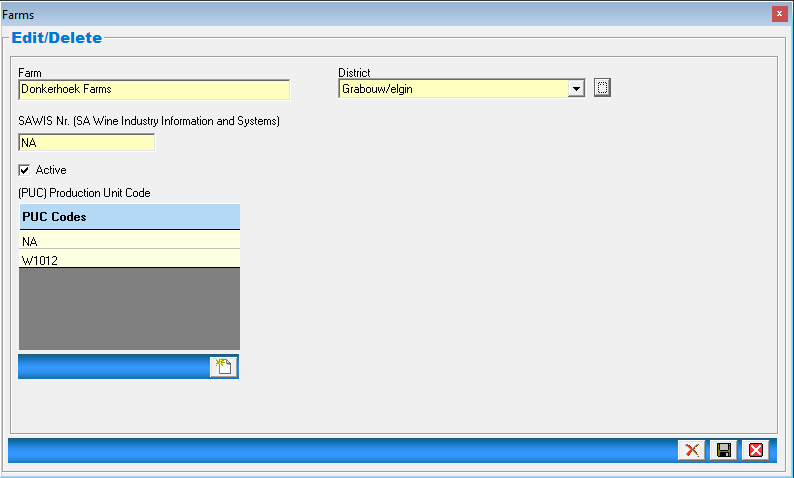 Farms
Edit/Delete
Farm
District
Donkerhoek Farms
Grabouw/elgin
SAWIS Nr. (SA Wine Industry Information and Systems)
NA
Active
(PUC) Production Unit Code
PUC Codes
NA
W1012